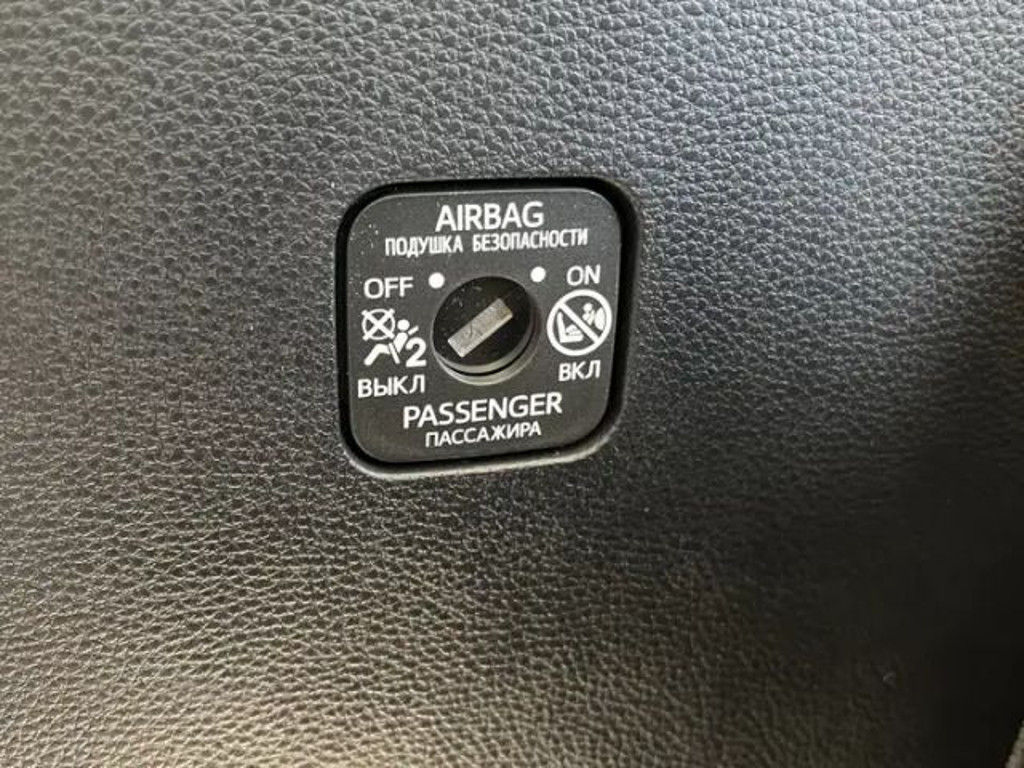 AIRBAG
ПОДУШКА БЕЗОПАСНОСТИ
OFF ON
2
ВЫКЛ ВКЛ
PASSENGER
ПАССАЖИРА